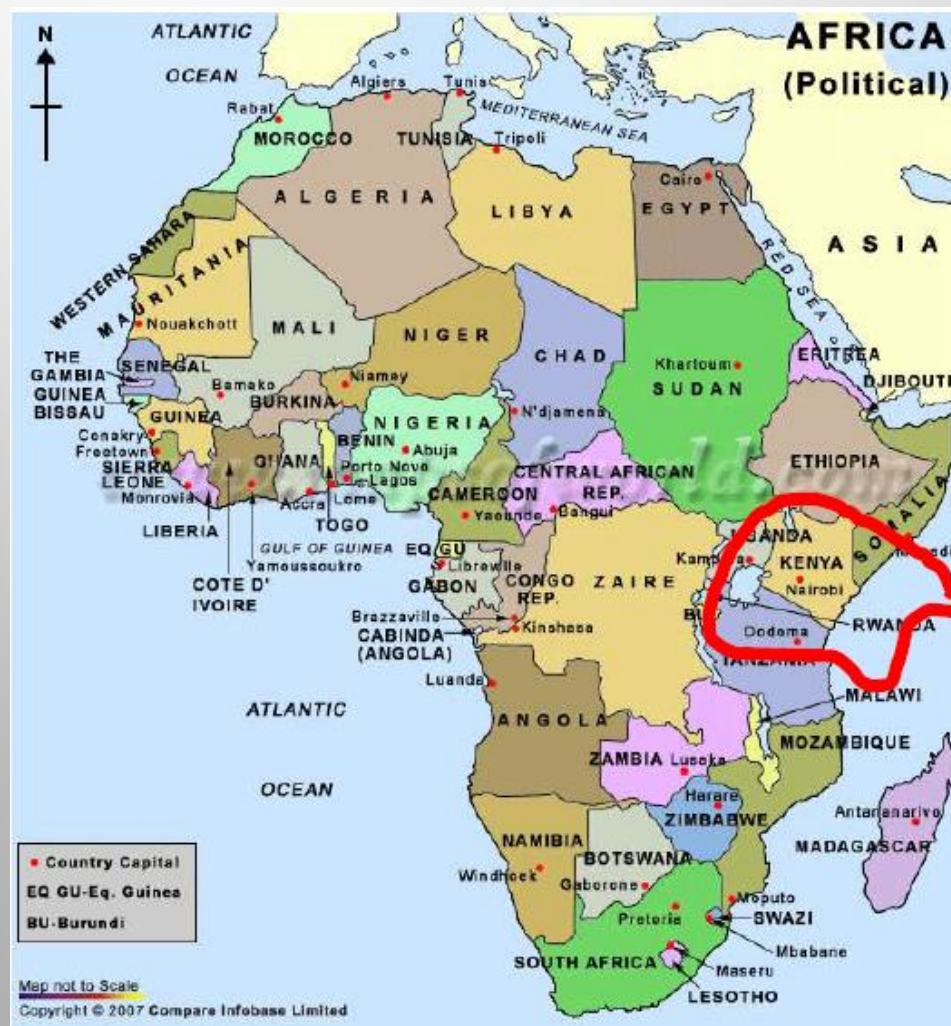 AFRICA
(Political)
N
ATLANTIC
OCEAN
Algiers
Tunis
MEDITERRANEAN SEA
Rabat
MOROCCO
TUNISIA
Tripoli
Cairo
ALGERIA
LIBYA
EGYPT
ASIA
RED SEA
WESTERN SAHARA
MAURITANIA
Nouakchott
MALI
NIGER
CHAD
Khartoum
SUDAN
ERITREA
DJIBOUTI
THE
GAMBIA
SENEGAL
GUINEA
BISSAU
Bamako
BURKINA
Niamey
N'djamena
GUINEA
NIGERIA
Conakry
Freetown
SIERRA
LEONE
Monrovia
GHANA
BENIN
Abuja
Porto Novo
Lagos
ETHIOPIA
CENTRAL AFRICAN
REP.
CAMEROON
Accra
Lome
LIBERIA
TOGO
Yaounde
Bangui
SOMALIA
GULF OF GUINEA
Yamoussoukro
EQ GU
UGANDA
COTE D'
IVOIRE
Librewille
GABON
CONGO
REP.
ZAIRE
KENYA
Nairobi
Brazzaville
Kinshasa
CABINDA
(ANGOLA)
BU
RWANDA
Dodoma
TANZANIA
Luanda
ATLANTIC
OCEAN
ANGOLA
MALAWI
MOZAMBIQUE
ZAMBIA
Lusaka
Harare
ZIMBABWE
Antananarivo
MADAGASCAR
NAMIBIA
Windhoek
BOTSWANA
Gaborone
Pretoria
Moputo
SWAZI
Mbabane
SOUTH AFRICA
Maseru
LESOTHO
Country Capital
EQ GU-Eq. Guinea
BU-Burundi
Map not to Scale
Copyright © 2007 Compare Infobase Limited